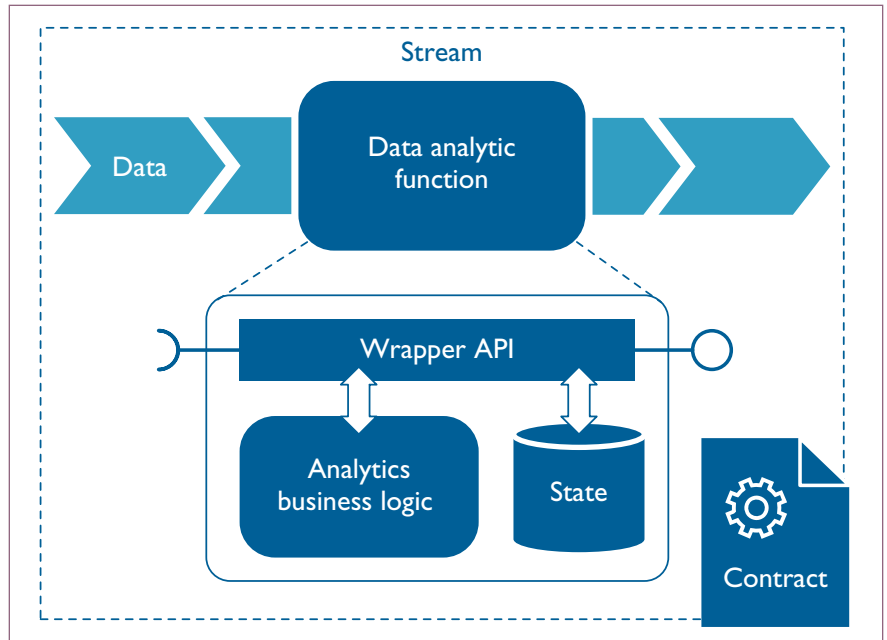 Stream
Data
Data analytic
function
Wrapper API
Analytics
business logic
State
Contract